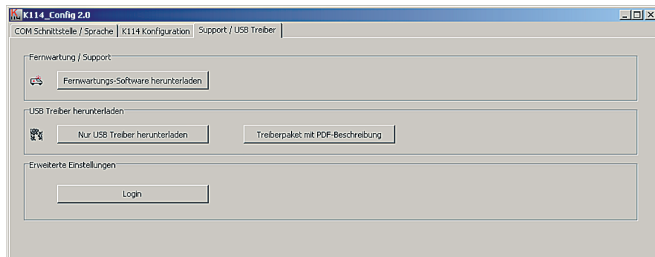 K114_Config 2.0
COM Schnittstelle / Sprache K114 Konfiguration Support / USB Treiber
Fernwartung / Support
Fernwartungs-Software herunterladen
USB Treiber herunterladen
Nur USB Treiber herunterladen Treiberpaket mit PDF-Beschreibung
Erweiterte Einstellungen
Login